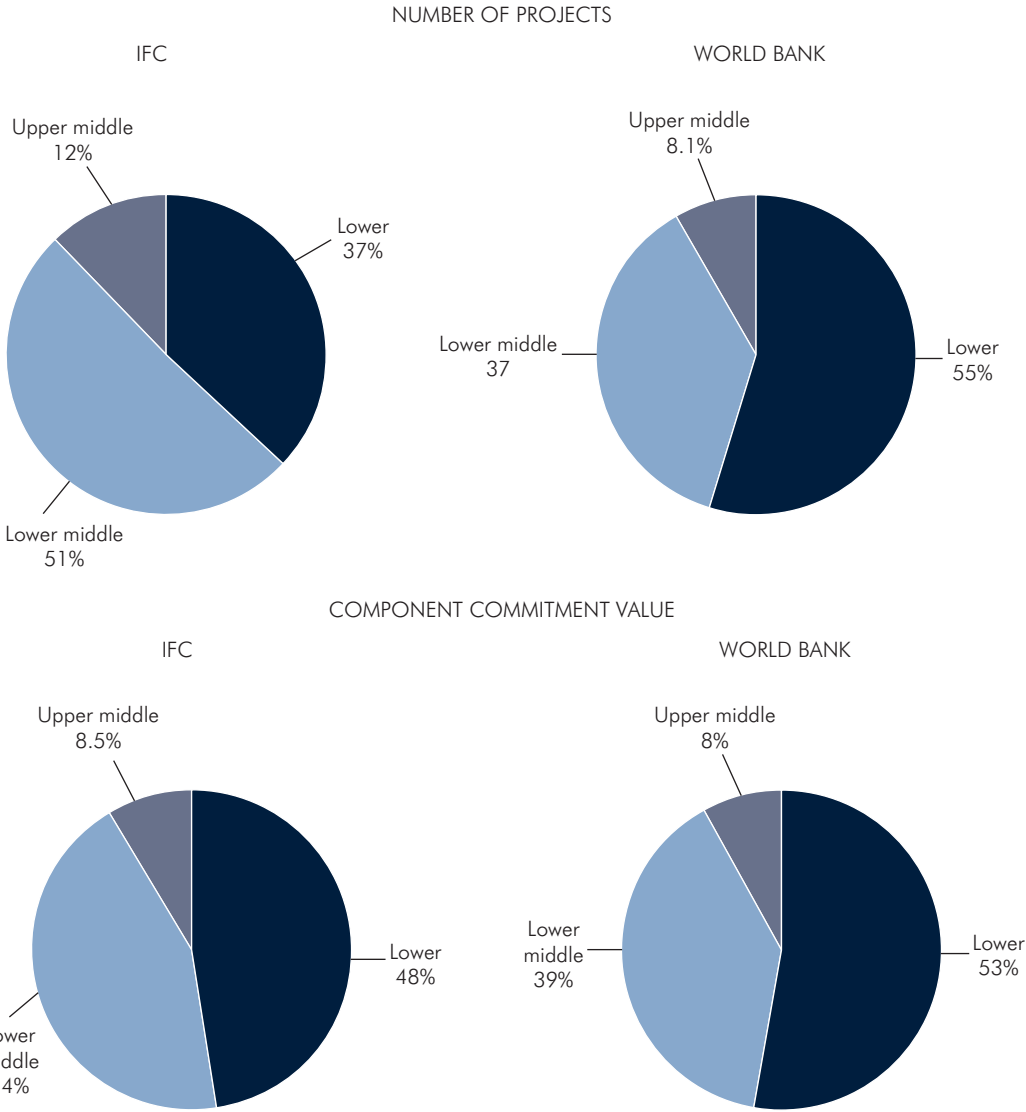 NUMBER OF PROJECTS
IFC
WORLD BANK
Upper middle
12%
Lower
37%
Lower middle
51%
Upper middle
8.1%
Lower middle
37
Lower
55%
COMPONENT COMMITMENT VALUE
IFC
WORLD BANK
Upper middle
8.5%
Lower
48%
4%
Upper middle
8%
Lower
middle
39%
Lower
53%